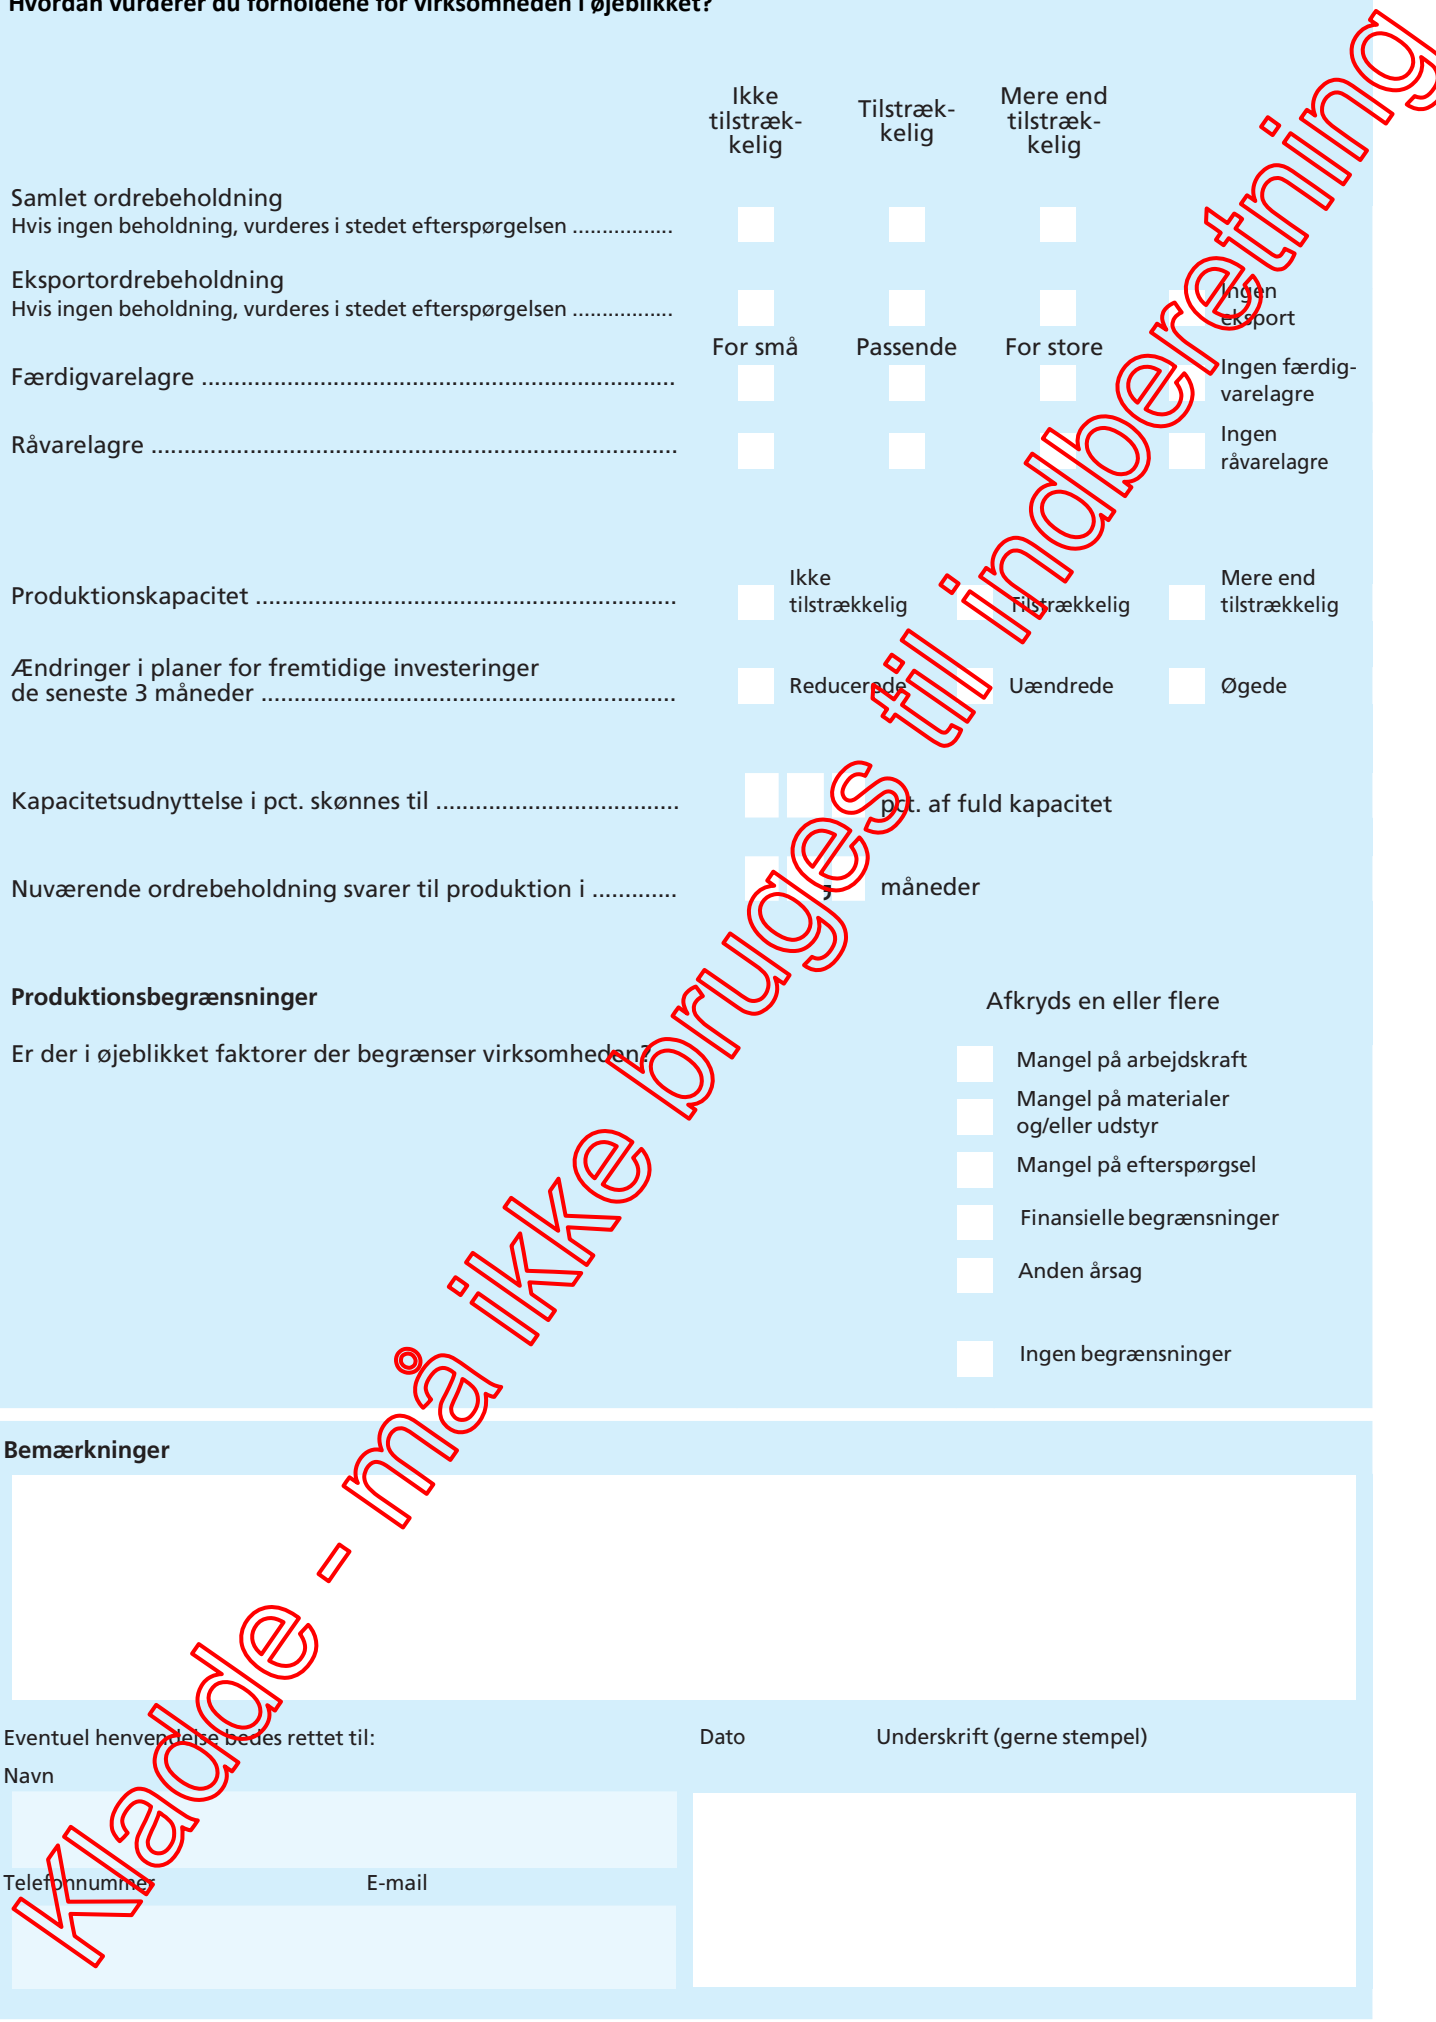 Hvordan vurderer du forholdene for virksomheden i øjeblikket?
Ikke
tilstræk-
kelig
Tilstræk-
kelig
Mere end
tilstræk-
kelig
Samlet ordrebeholdning
Hvis ingen beholdning, vurderes i stedet efterspørgelsen .................
Eksportordrebeholdning
Hvis ingen beholdning, vurderes i stedet efterspørgelsen .................
Ingen
eksport
For små
Passende
For store
Færdigvarelagre ........................................................................
Ingen færdig-
varelagre
Råvarelagre ................................................................................
Ingen
råvarelagre
Produktionskapacitet ................................................................
Ikke
tilstrækkelig
Tilstrækkelig
Mere end
tilstrækkelig
Ændringer i planer for fremtidige investeringer
de seneste 3 måneder ...............................................................
Reducerede
Uændrede
Øgede
Kapacitetsudnyttelse i pct. skønnes til .....................................
pct. af fuld kapacitet
Nuværende ordrebeholdning svarer til produktion i .............
,
måneder
Produktionsbegrænsninger
Afkryds en eller flere
Er der i øjeblikket faktorer der begrænser virksomheden?
Mangel på arbejdskraft
Mangel på materialer
og/eller udstyr
Mangel på efterspørgsel
Finansielle begrænsninger
Anden årsag
Ingen begrænsninger
Bemærkninger
Eventuel henvendelse bedes rettet til:
Dato
Underskrift (gerne stempel)
Navn
Telefonnummer
E-mail
Kladde - må ikke bruges til indberetning